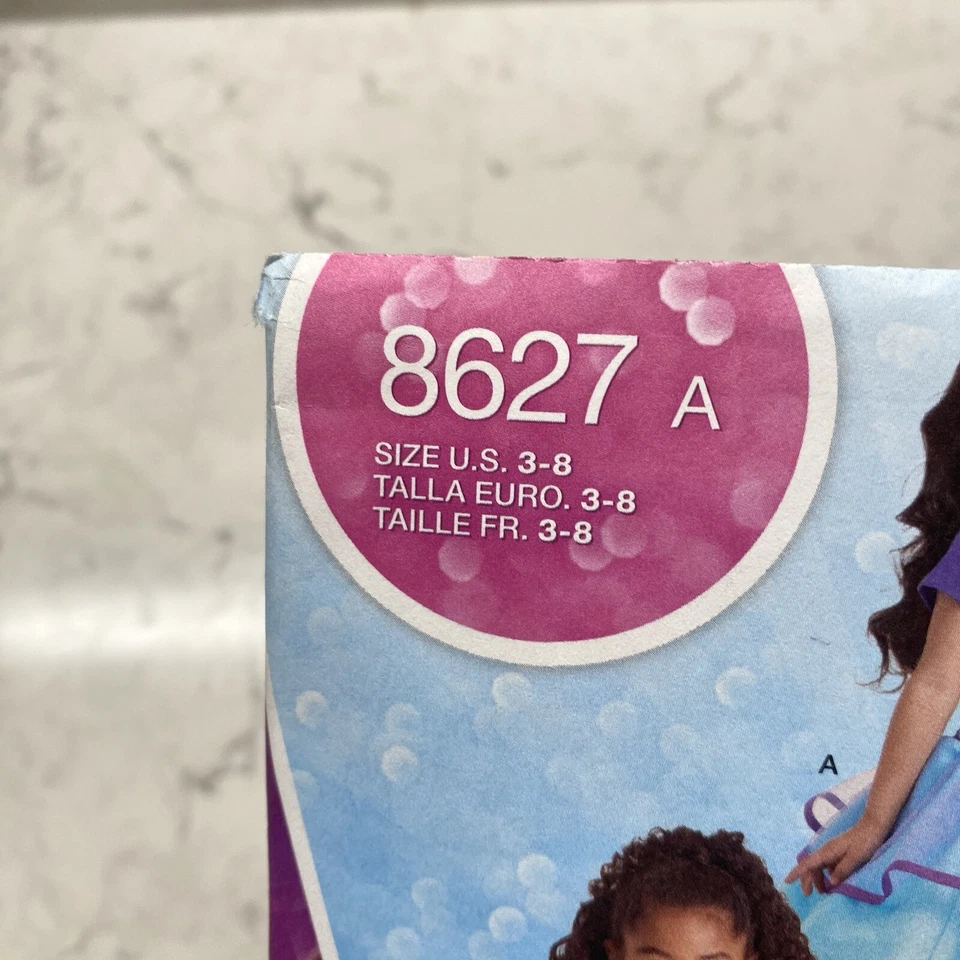 8627 A
SIZE U.S. 3-8
TALLA EURO. 3-8
TAILLE FR. 3-8
A